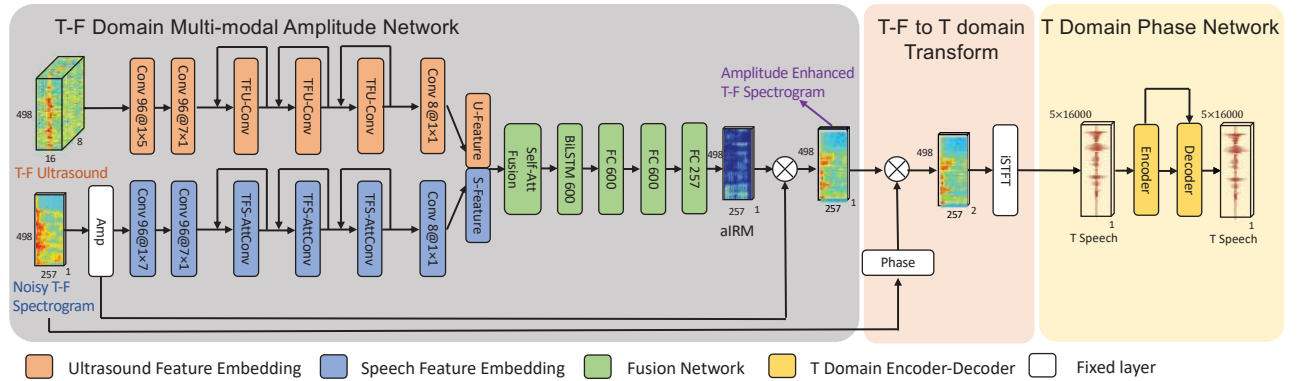 T-F Domain Multi-modal Amplitude Network
T-F to T domain
Transform
T Domain Phase Network
498
16
8
T-F Ultrasound
Conv 96@1×5
Conv 96@7×1
TFU-Conv
TFU-Conv
TFU-Conv
Conv 8@1×1
U-Feature
S-Feature
498
257
1
Noisy T-F
Spectrogram
Amp
Conv 96@1×7
Conv 96@7×1
TFS-AttConv
TFS-AttConv
TFS-AttConv
Conv 8@1×1
Self-Att
Fusion
BiLSTM 600
FC 600
FC 600
FC 257
498
257
1
aIRM
Amplitude Enhanced
T-F Spectrogram
498
257
1
Phase
498
257
2
iSTFT
5×16000
1
T Speech
Encoder
Decoder
5×16000
1
T Speech
Ultrasound Feature Embedding
Speech Feature Embedding
Fusion Network
T Domain Encoder-Decoder
Fixed layer